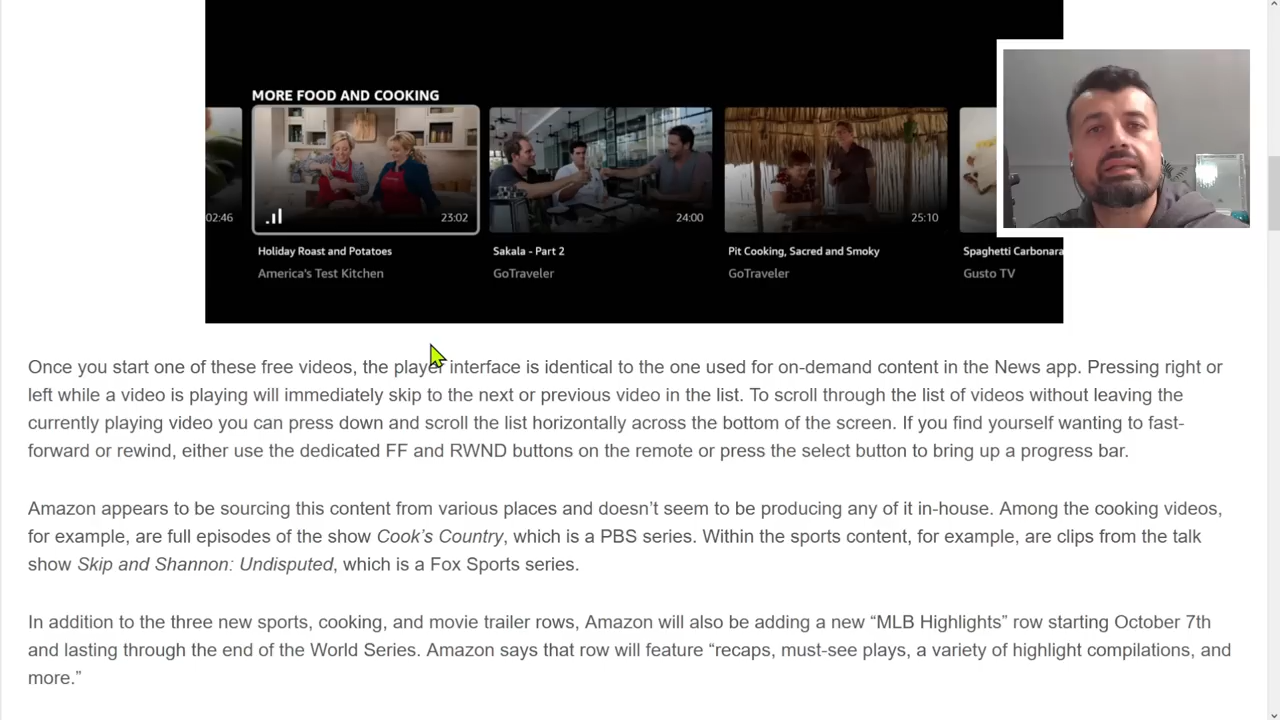 MORE FOOD AND COOKING
02:46
23:02
24:00
25:10
Holiday Roast and Potatoes
Sakala - Part 2
Pit Cooking, Sacred and Smoky
Spaghetti Carbonara
America's Test Kitchen
GoTraveler
GoTraveler
Gusto TV
Once you start one of these free videos, the player interface is identical to the one used for on-demand content in the News app. Pressing right or
left while a video is playing will immediately skip to the next or previous video in the list. To scroll through the list of videos without leaving the
currently playing video you can press down and scroll the list horizontally across the bottom of the screen. If you find yourself wanting to fast-
forward or rewind, either use the dedicated FF and RWND buttons on the remote or press the select button to bring up a progress bar.
Amazon appears to be sourcing this content from various places and doesn’t seem to be producing any of it in-house. Among the cooking videos,
for example, are full episodes of the show Cook’s Country, which is a PBS series. Within the sports content, for example, are clips from the talk
show Skip and Shannon: Undisputed, which is a Fox Sports series.
In addition to the three new sports, cooking, and movie trailer rows, Amazon will also be adding a new “MLB Highlights” row starting October 7th
and lasting through the end of the World Series. Amazon says that row will feature “recaps, must-see plays, a variety of highlight compilations, and
more.”